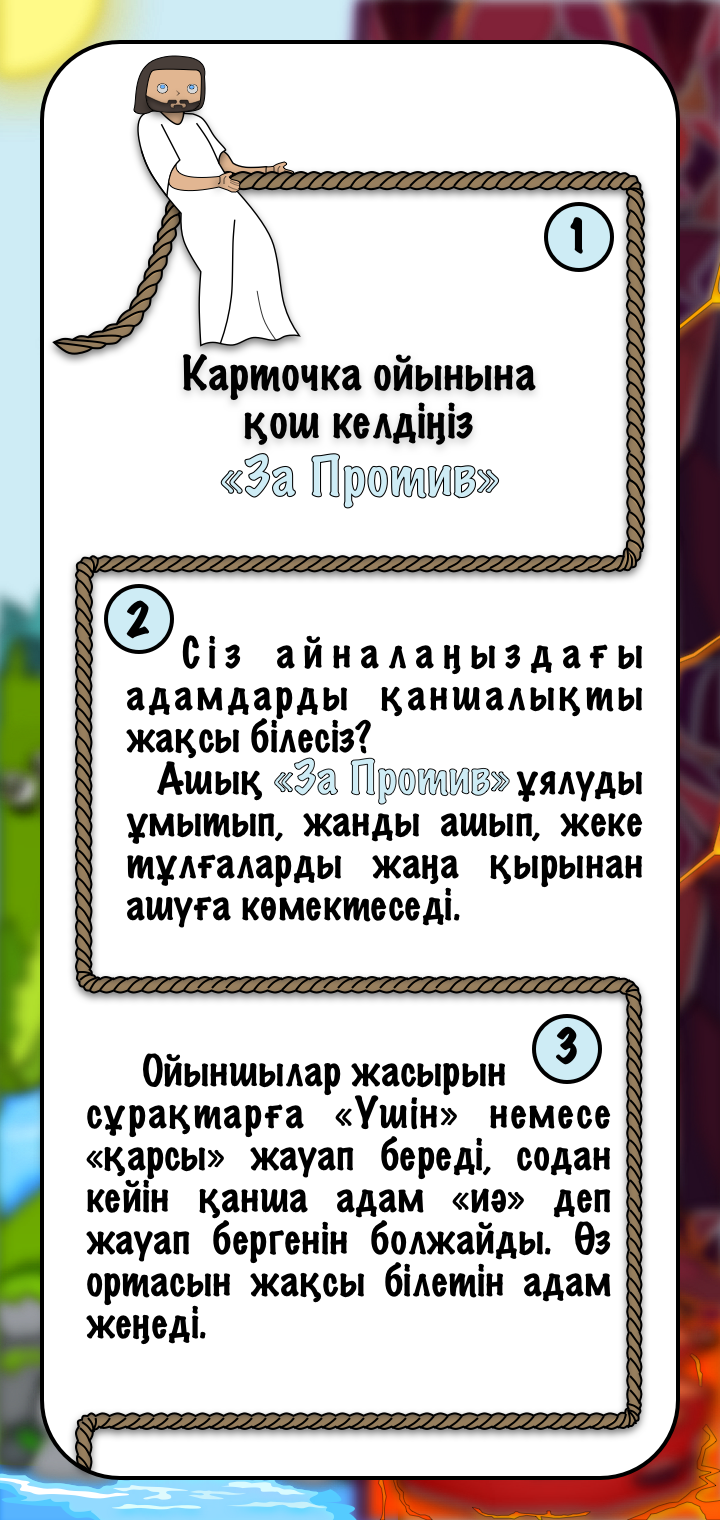 1
Карточка ойынына
қош келдіңіз
«За Против»
2
Сіз айналаңыздағы
адамдарды қаншалықты
жақсы білесіз?
Ашық «За Против» ұялуды
ұмытып, жанды ашып, жеке
тұлғаларды жаңа қырынан
ашуға көмектеседі.
3
Ойыншылар жасырын
сұрақтарға «Үшін» немесе
«қарсы» жауап береді, содан
кейін қанша адам «иә» деп
жауап бергенін болжайды. Өз
ортасын жақсы білетін адам
жеңеді.